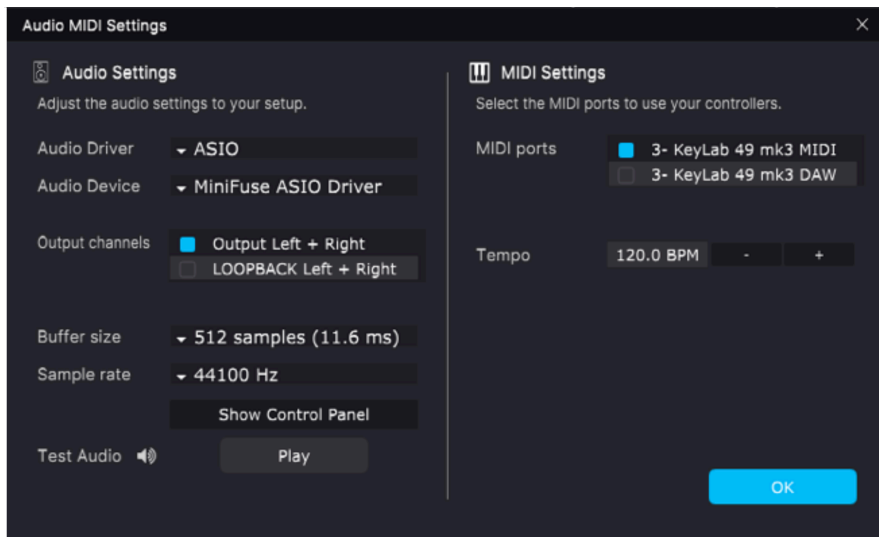 Audio MIDI Settings
Audio Settings
Adjust the audio settings to your setup.
Audio Driver
ASIO
Audio Device
MiniFuse ASIO Driver
Output channels
Output Left + Right
LOOPBACK Left + Right
Buffer size
512 samples (11.6 ms)
Sample rate
44100 Hz
Show Control Panel
Test Audio
Play
MIDI Settings
Select the MIDI ports to use your controllers.
MIDI ports
3- KeyLab 49 mk3 MIDI
3- KeyLab 49 mk3 DAW
Tempo
120.0 BPM - +
OK